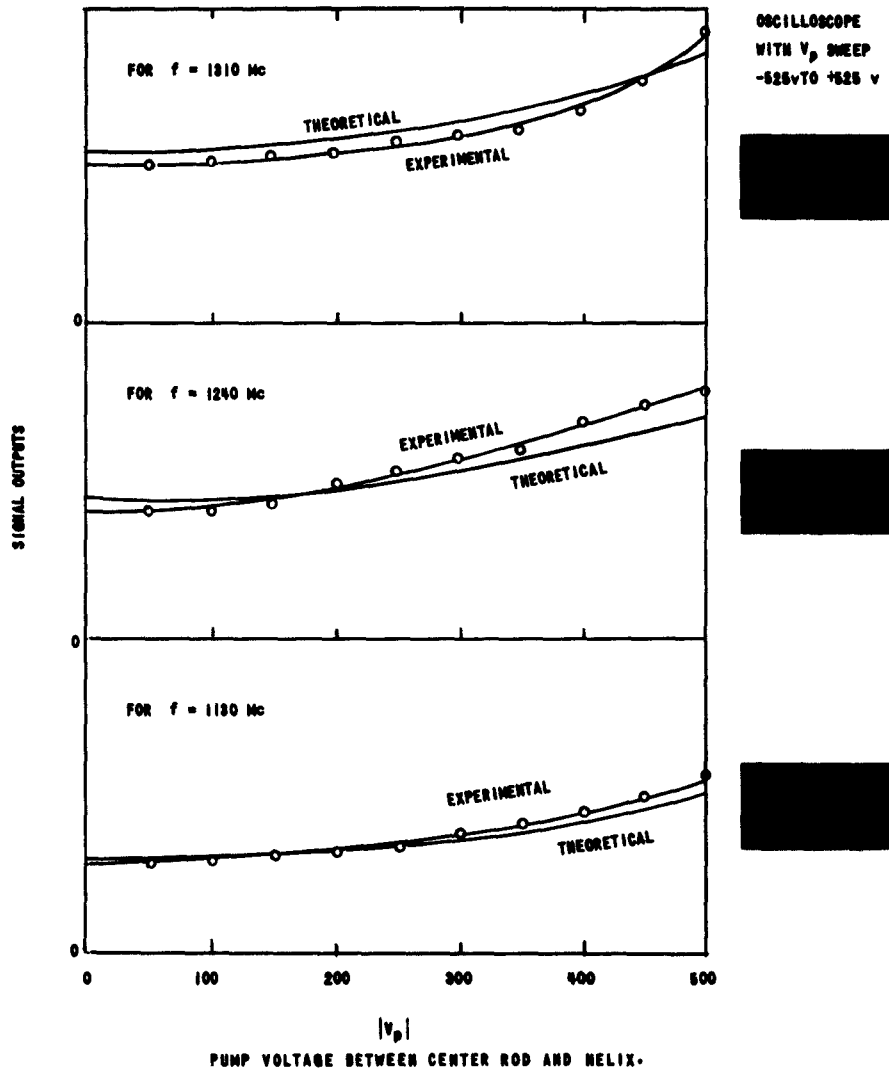 OSCILLOSCOPE
WITH Vp SWEEP
-525vTO +525 v
FOR f = 1310 Mc
THEORETICAL
EXPERIMENTAL
0
FOR f = 1240 Mc
EXPERIMENTAL
THEORETICAL
SIGNAL OUTPUTS
0
FOR f = 1130 Mc
EXPERIMENTAL
THEORETICAL
0
0 100 200 300 400 500
|Vp|
PUMP VOLTAGE BETWEEN CENTER ROD AND HELIX.